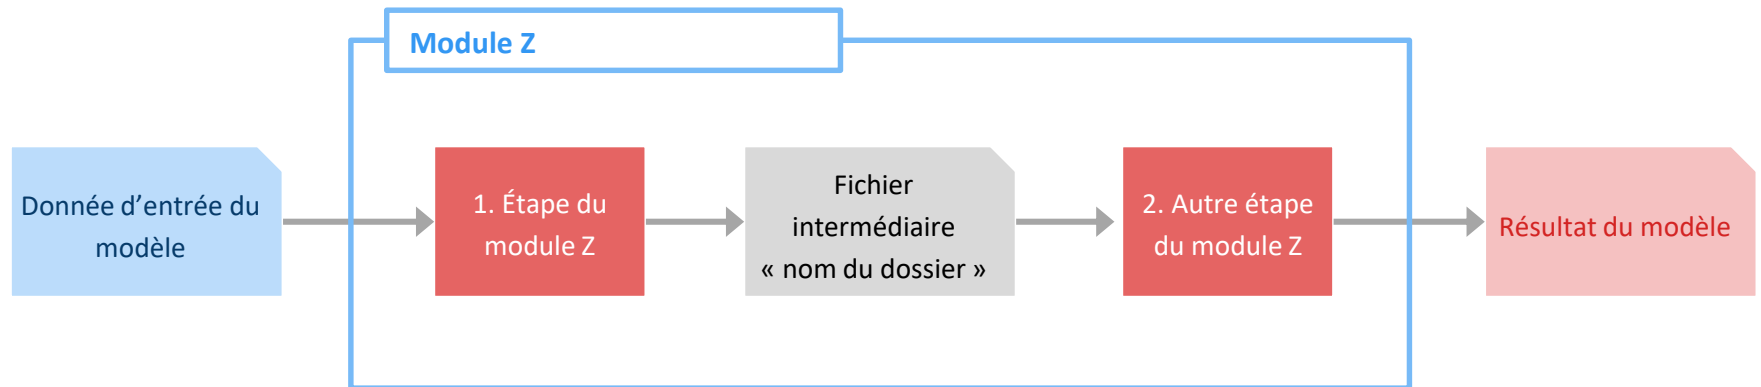 Module Z
Donnée d’entrée du
modèle
1. Étape du
module Z
Fichier
intermédiaire
« nom du dossier »
2. Autre étape
du module Z
Résultat du modèle